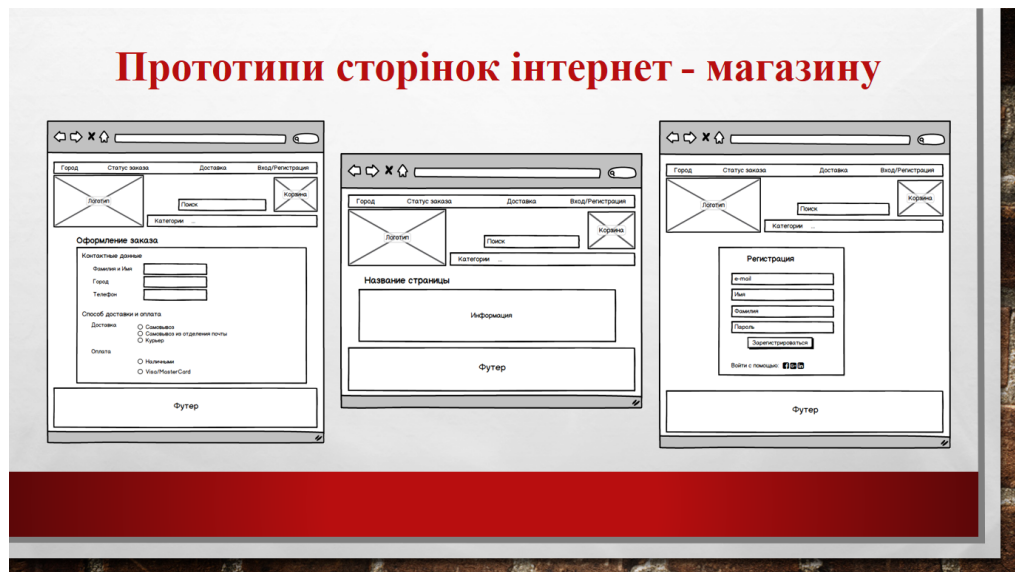 Прототипи сторінок інтернет - магазину
Город Статус заказа Доставка Вход/Регистрация
Логотип
Корзина
Поиск
Категории ...
Оформление заказа
Контактные данные
Фамилия и Имя
Город
Телефон
Способ доставки и оплата
Доставка
Самовывоз
Самовывоз из отделения почты
Курьер
Оплата
Наличными
Visa/MasterCard
Футер
Город Статус заказа Доставка Вход/Регистрация
Логотип
Корзина
Поиск
Категории ...
Название страницы
Информация
Футер
Город Статус заказа Доставка Вход/Регистрация
Логотип
Корзина
Поиск
Категории ...
Регистрация
e-mail
Имя
Фамилия
Пароль
Зарегистрироваться
Войти с помощью:
Футер